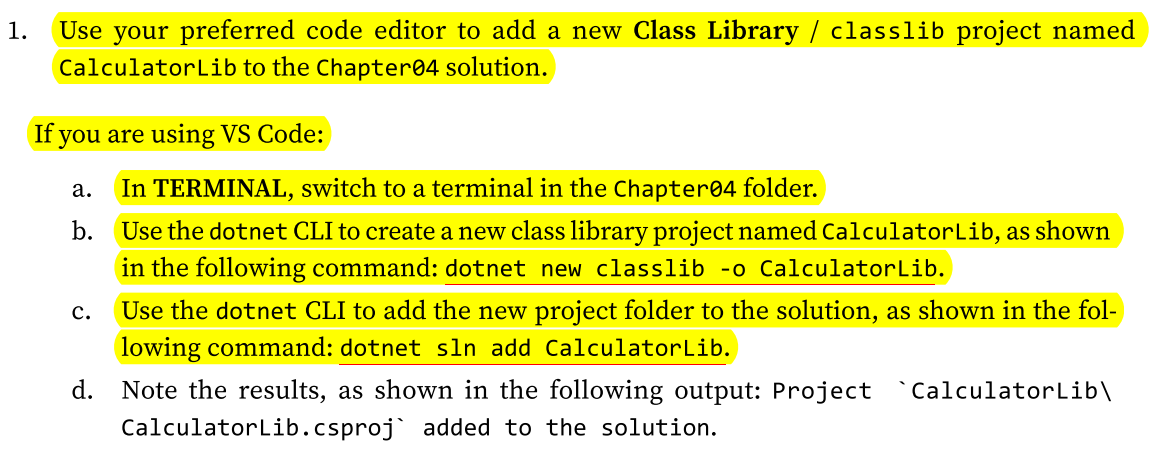 1. Use your preferred code editor to add a new Class Library / classlib project named
CalculatorLib to the Chapter04 solution.
If you are using VS Code:
a. In TERMINAL, switch to a terminal in the Chapter04 folder.
b. Use the dotnet CLI to create a new class library project named CalculatorLib, as shown
in the following command: dotnet new classlib -o CalculatorLib.
c. Use the dotnet CLI to add the new project folder to the solution, as shown in the fol-
lowing command: dotnet sln add CalculatorLib.
d. Note the results, as shown in the following output: Project `CalculatorLib\
CalculatorLib.csproj` added to the solution.